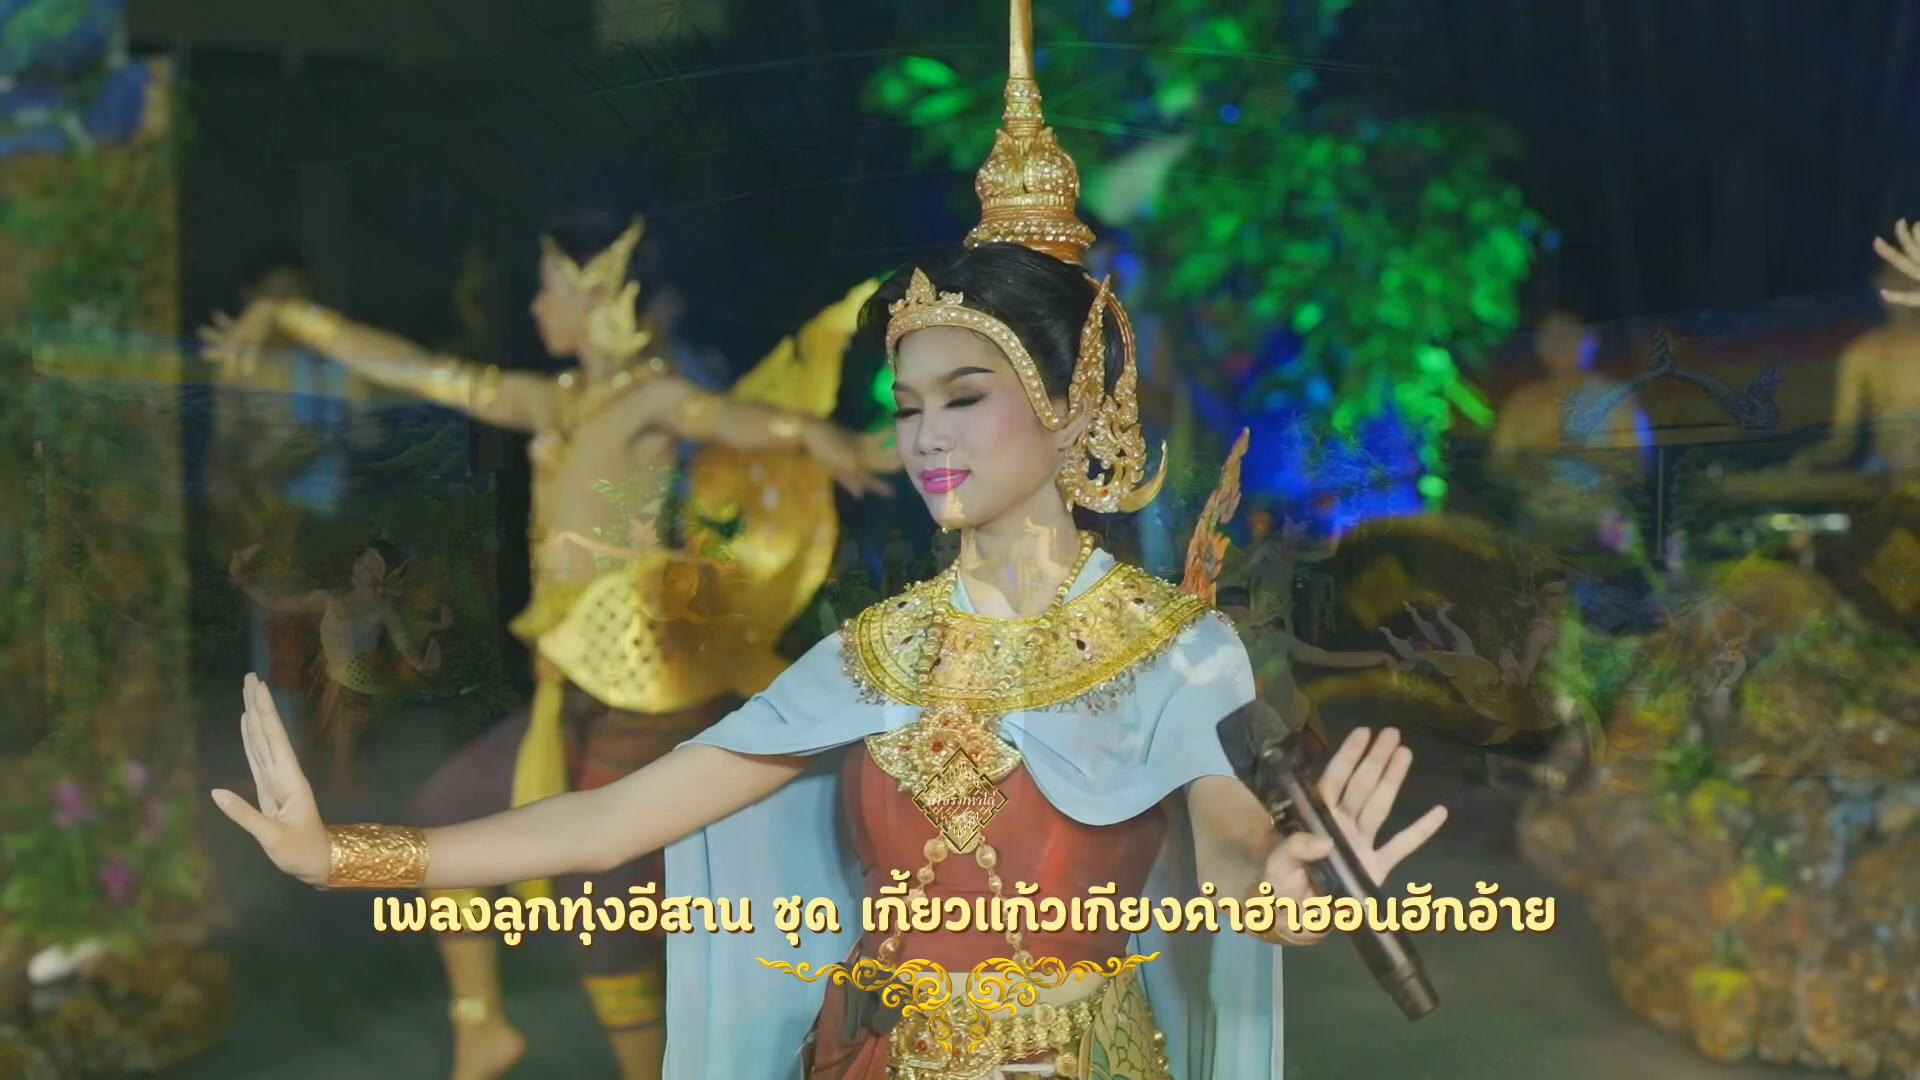 เพลงลูกทุ่งอีสาน ชุด เกี้ยวแก้วเกียงคำฮำฮอนฮักอ้าย